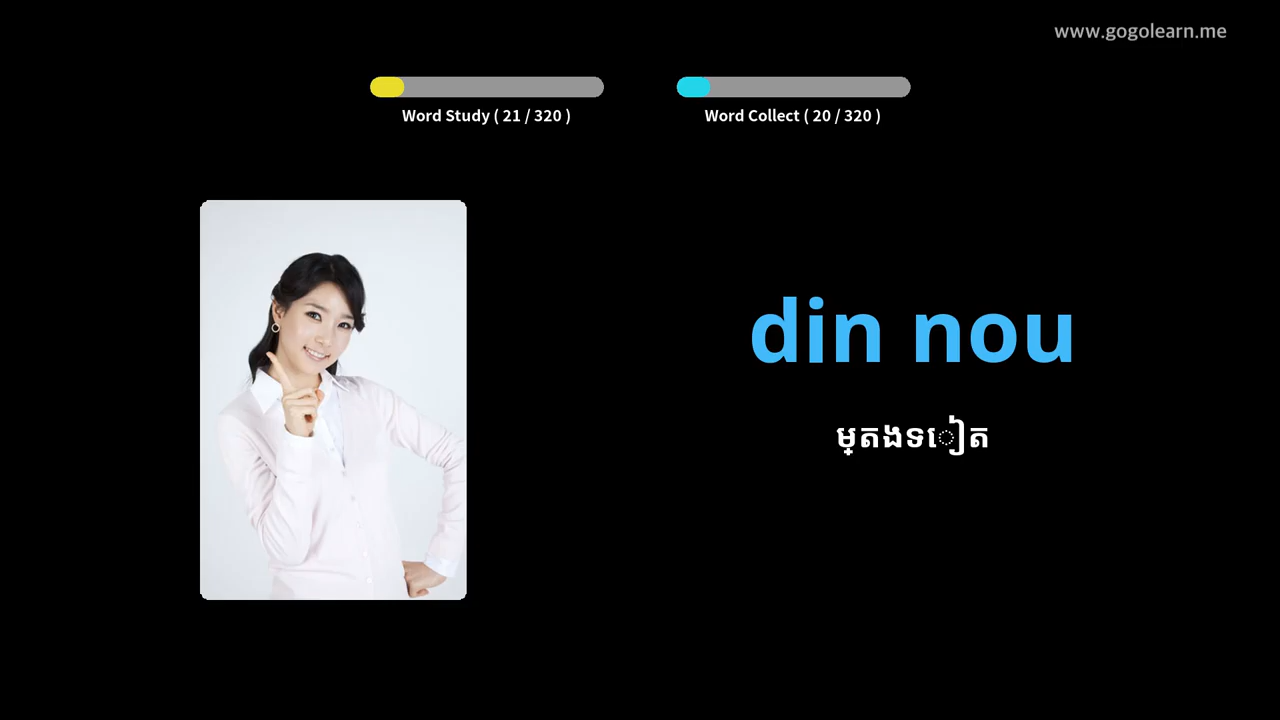 www.gogolearn.me
Word Study ( 21 / 320 )
Word Collect ( 20 / 320 )
din nou
ម្តងទៀត